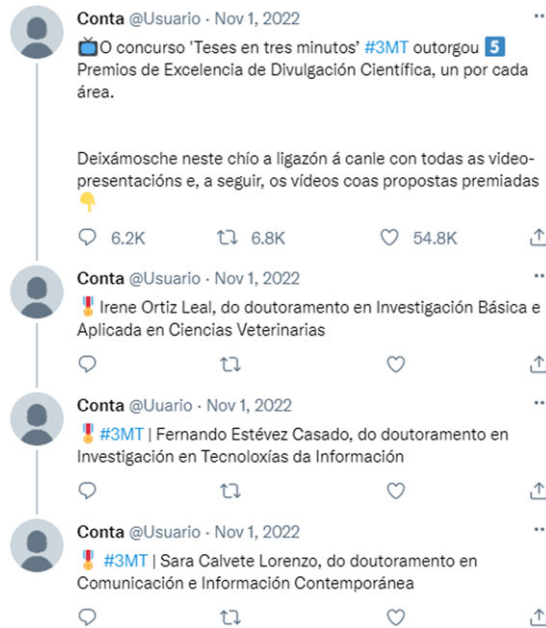 Conta @Usuario · Nov 1, 2022
📺O concurso 'Teses en tres minutos' #3MT outorgou 5️⃣
Premios de Excelencia de Divulgación Científica, un por cada
área.
Deixámosche neste chío a ligazón á canle con todas as video-
presentacións e, a seguir, os vídeos coas propostas premiadas
👇
6.2K 6.8K 54.8K
Conta @Usuario · Nov 1, 2022
🎖️Irene Ortiz Leal, do doutoramento en Investigación Básica e
Aplicada en Ciencias Veterinarias
Conta @Uuario · Nov 1, 2022
🎖️#3MT | Fernando Estévez Casado, do doutoramento en
Investigación en Tecnoloxías da Información
Conta @Usuario · Nov 1, 2022
🎖️ #3MT | Sara Calvete Lorenzo, do doutoramento en
Comunicación e Información Contemporánea